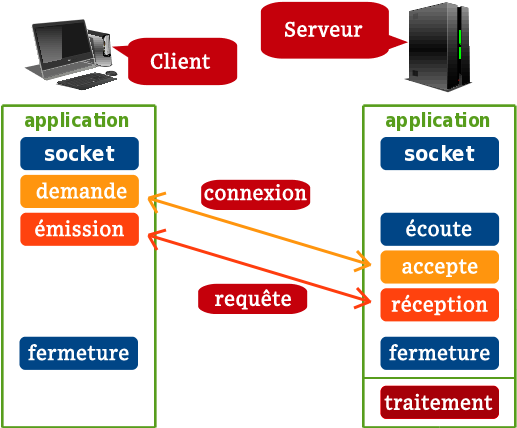 Client
Serveur
application
socket
demande
émission
fermeture
connexion
requête
application
socket
écoute
accepte
réception
fermeture
traitement